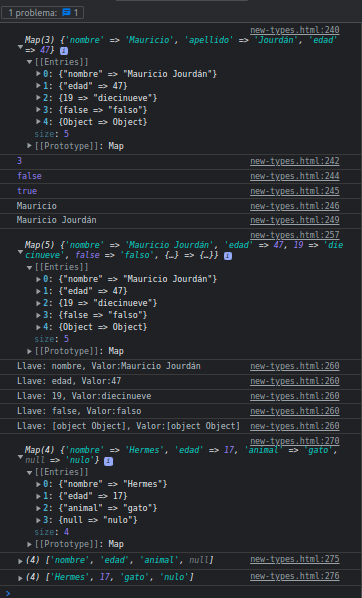 1 problema: 1
new-types.html:240
Map(3) {'nombre' => 'Mauricio', 'apellido' => 'Jourdán', 'edad'
=> 47} i
[[Entries]]
0: {"nombre" => "Mauricio Jourdán"}
1: {"edad" => 47}
2: {19 => "diecinueve"}
3: {false => "falso"}
4: {Object => Object}
size: 5
[[Prototype]]: Map
3 new-types.html:242
false new-types.html:244
true new-types.html:245
Mauricio new-types.html:246
Mauricio Jourdán new-types.html:249
new-types.html:257
Map(5) {'nombre' => 'Mauricio Jourdán', 'edad' => 47, 19 => 'die
cinueve', false => 'falso', {…} => {…}} i
[[Entries]]
0: {"nombre" => "Mauricio Jourdán"}
1: {"edad" => 47}
2: {19 => "diecinueve"}
3: {false => "falso"}
4: {Object => Object}
size: 5
[[Prototype]]: Map
Llave: nombre, Valor:Mauricio Jourdán new-types.html:260
Llave: edad, Valor:47 new-types.html:260
Llave: 19, Valor:diecinueve new-types.html:260
Llave: false, Valor:falso new-types.html:260
Llave: [object Object], Valor:[object Object] new-types.html:260
new-types.html:270
Map(4) {'nombre' => 'Hermes', 'edad' => 17, 'animal' => 'gato',
null => 'nulo'} i
[[Entries]]
0: {"nombre" => "Hermes"}
1: {"edad" => 17}
2: {"animal" => "gato"}
3: {null => "nulo"}
size: 4
[[Prototype]]: Map
(4) ['nombre', 'edad', 'animal', null] new-types.html:275
(4) ['Hermes', 17, 'gato', 'nulo'] new-types.html:276